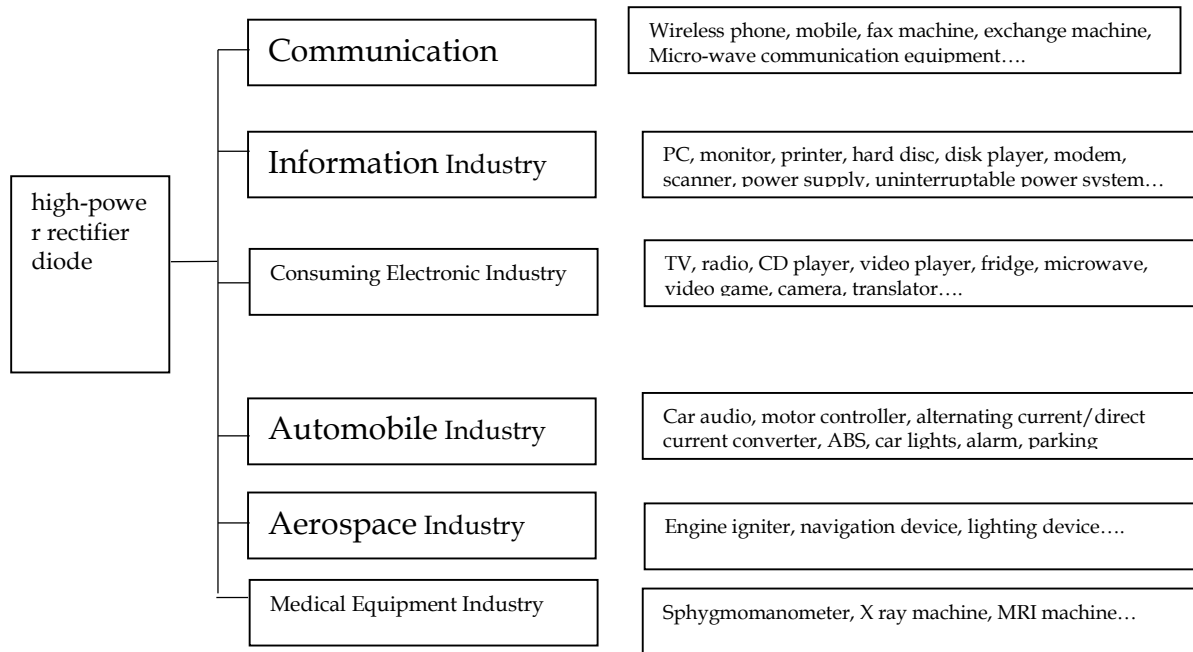 Communication
Wireless phone, mobile, fax machine, exchange machine,
Micro-wave communication equipment….
Information Industry
PC, monitor, printer, hard disc, disk player, modem,
scanner, power supply, uninterruptable power system…
high-powe
r rectifier
diode
Consuming Electronic Industry
TV, radio, CD player, video player, fridge, microwave,
video game, camera, translator….
Automobile Industry
Car audio, motor controller, alternating current/direct
current converter, ABS, car lights, alarm, parking
Aerospace Industry
Engine igniter, navigation device, lighting device….
Medical Equipment Industry
Sphygmomanometer, X ray machine, MRI machine…